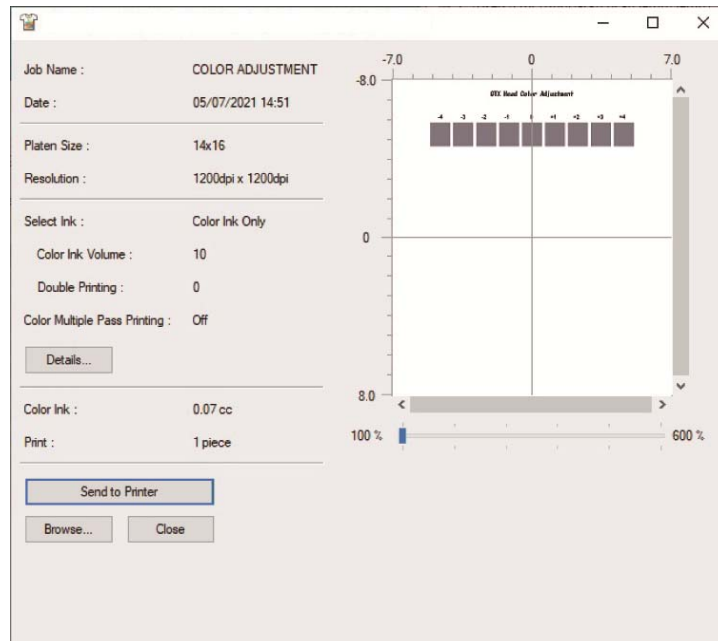 Job Name : COLOR ADJUSTMENT
Date : 05/07/2021 14:51
Platen Size : 14x16
Resolution : 1200dpi x 1200dpi
Select Ink : Color Ink Only
Color Ink Volume : 10
Double Printing : 0
Color Multiple Pass Printing : Off
Details...
Color Ink : 0.07 cc
Print : 1 piece
Send to Printer
Browse... Close
-7.0 0 7.0
-8.0
GTX Head Color Adjustment
-4 -3 -2 -1 +1 +2 +3 +4
0
8.0
100 % 600 %